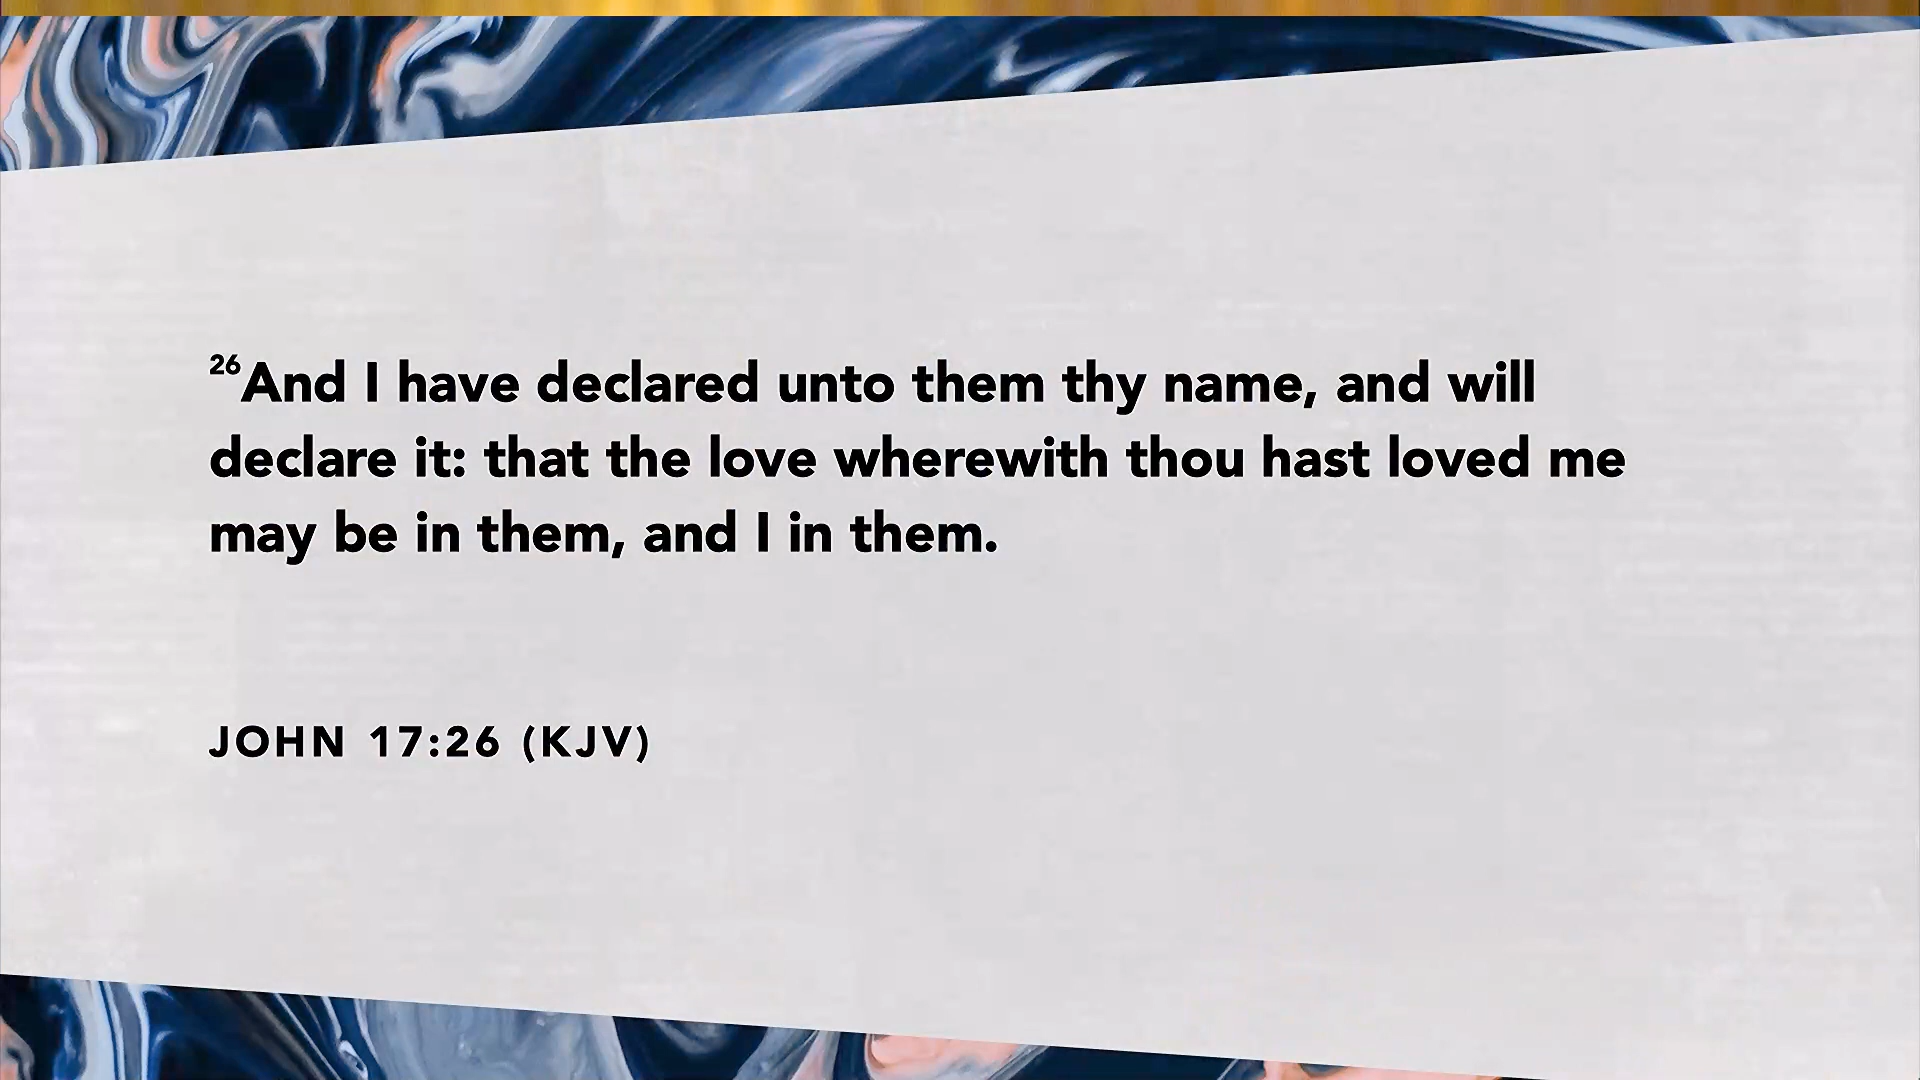 26And I have declared unto them thy name, and will
declare it: that the love wherewith thou hast loved me
may be in them, and I in them.
JOHN 17:26 (KJV)